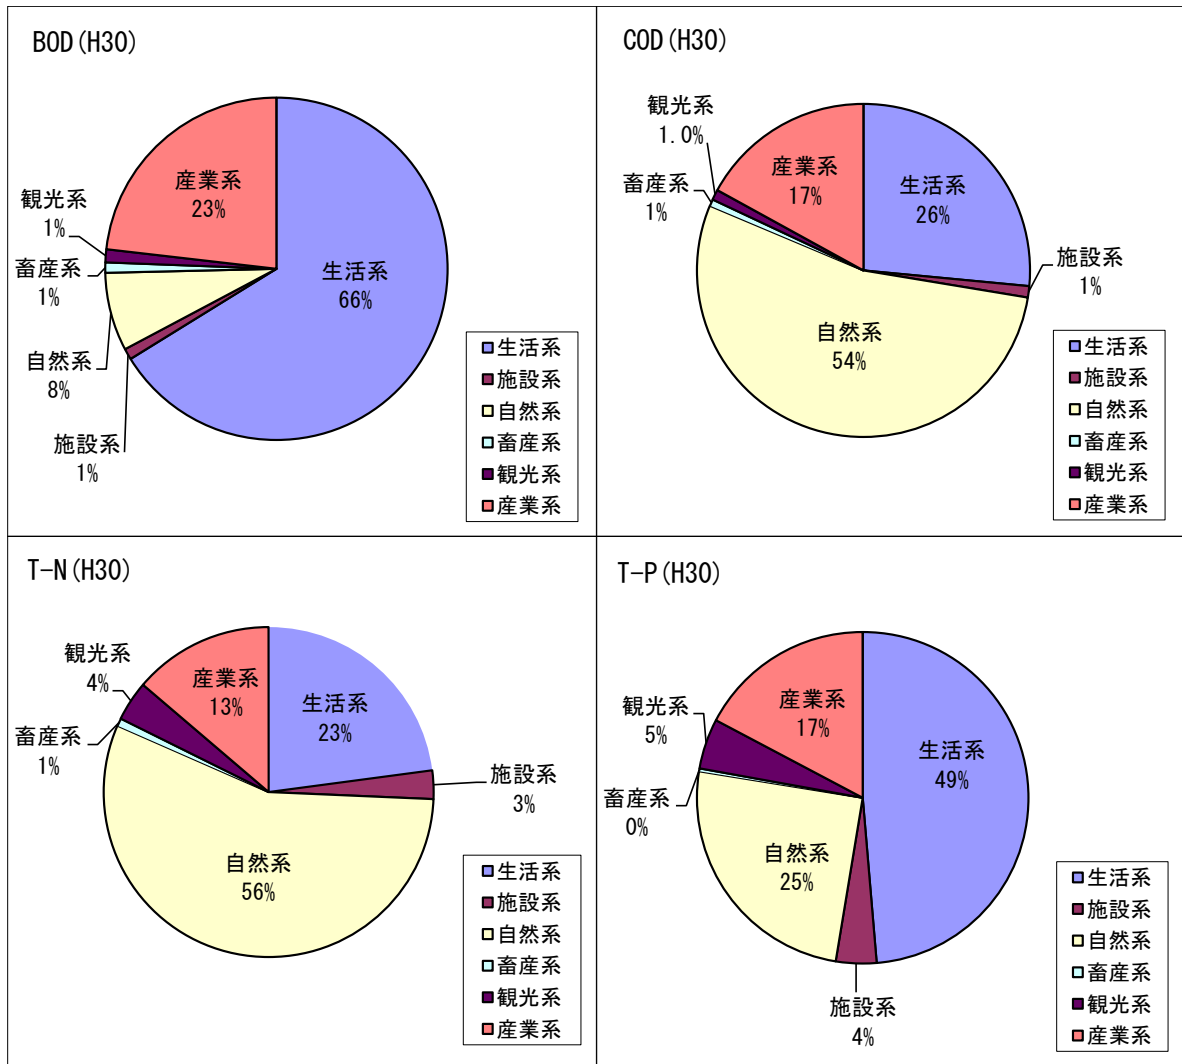 BOD(H30)
産業系
23%
観光系
1%
畜産系
1%
自然系
8%
施設系
1%
生活系
66%
生活系
施設系
自然系
畜産系
観光系
産業系
COD(H30)
観光系
1.0%
畜産系
1%
産業系
17%
生活系
26%
施設系
1%
自然系
54%
生活系
施設系
自然系
畜産系
観光系
産業系
T-N(H30)
観光系
4%
畜産系
1%
産業系
13%
生活系
23%
施設系
3%
自然系
56%
生活系
施設系
自然系
畜産系
観光系
産業系
T-P(H30)
観光系
5%
畜産系
0%
産業系
17%
生活系
49%
自然系
25%
施設系
4%
生活系
施設系
自然系
畜産系
観光系
産業系